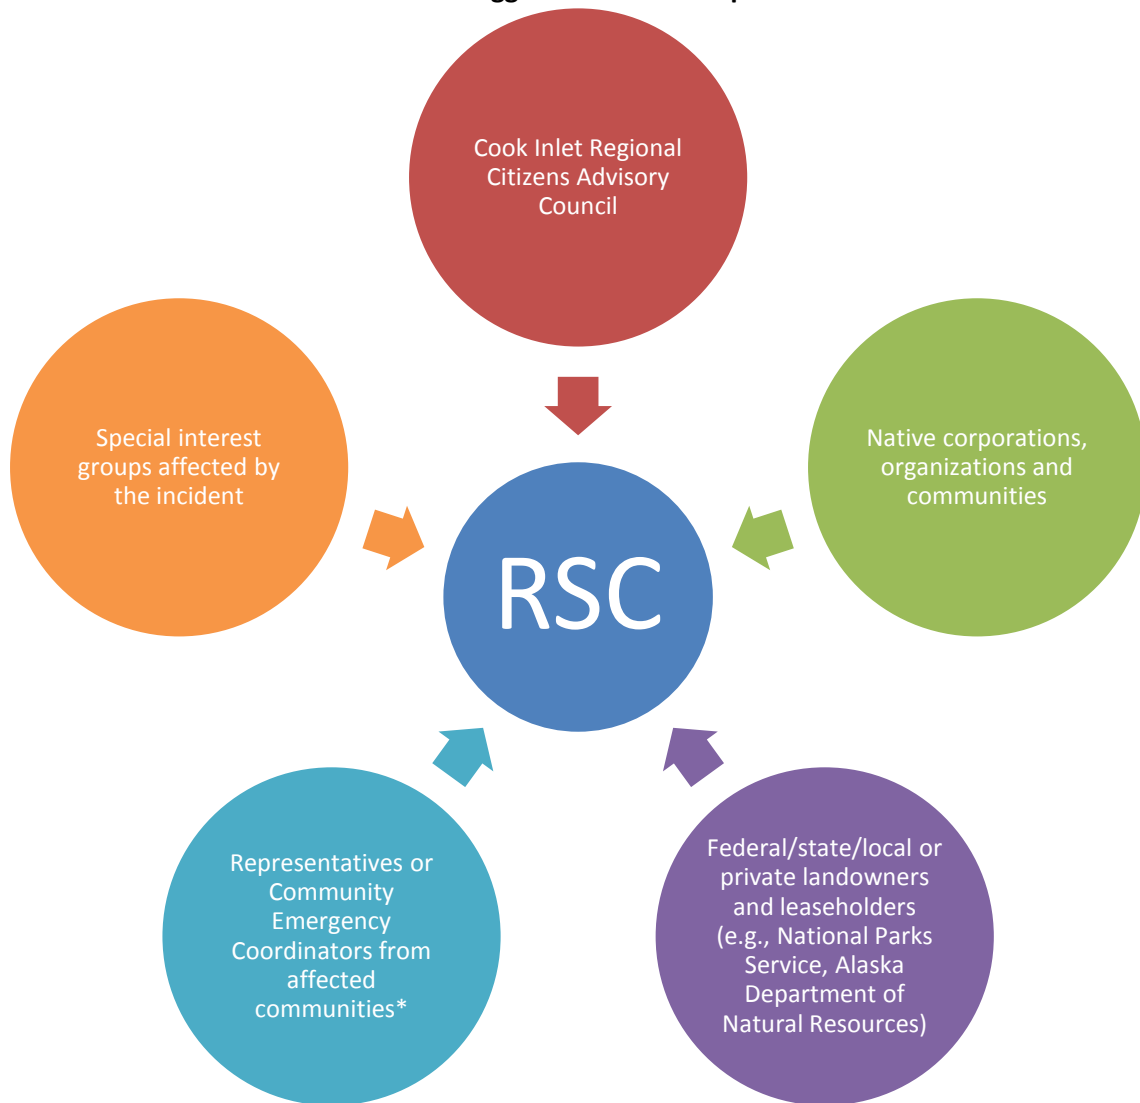 Cook Inlet Regional
Citizens Advisory
Council
Special interest
groups affected by
the incident
Native corporations,
organizations and
communities
RSC
Representatives or
Community
Emergency
Coordinators from
affected
communities*
Federal/state/local or
private landowners
and leaseholders
(e.g., National Parks
Service, Alaska
Department of
Natural Resources)